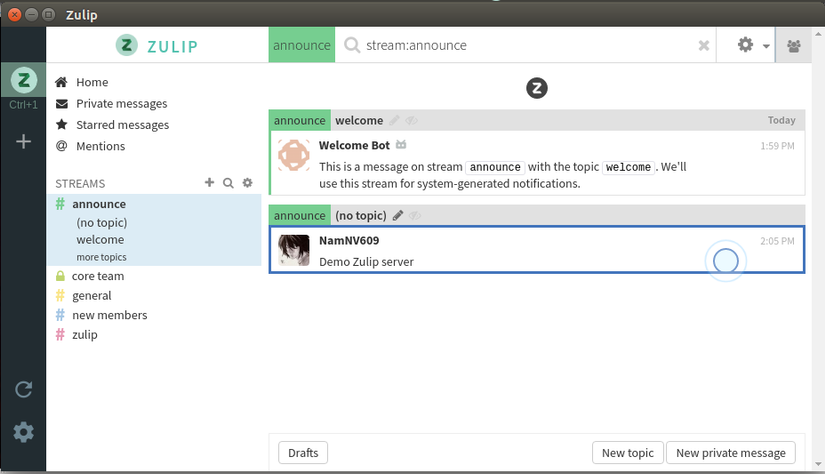 Zulip
Ctrl+1
ZULIP
Home
Private messages
Starred messages
@ Mentions
STREAMS
# announce
(no topic)
welcome
more topics
core team
# general
# new members
# zulip
announce stream:announce
announce welcome Today
Welcome Bot 1:59 PM
This is a message on stream announce with the topic welcome. We'll
use this stream for system-generated notifications.
announce (no topic)
NamNV609 2:05 PM
Demo Zulip server
Drafts New topic New private message